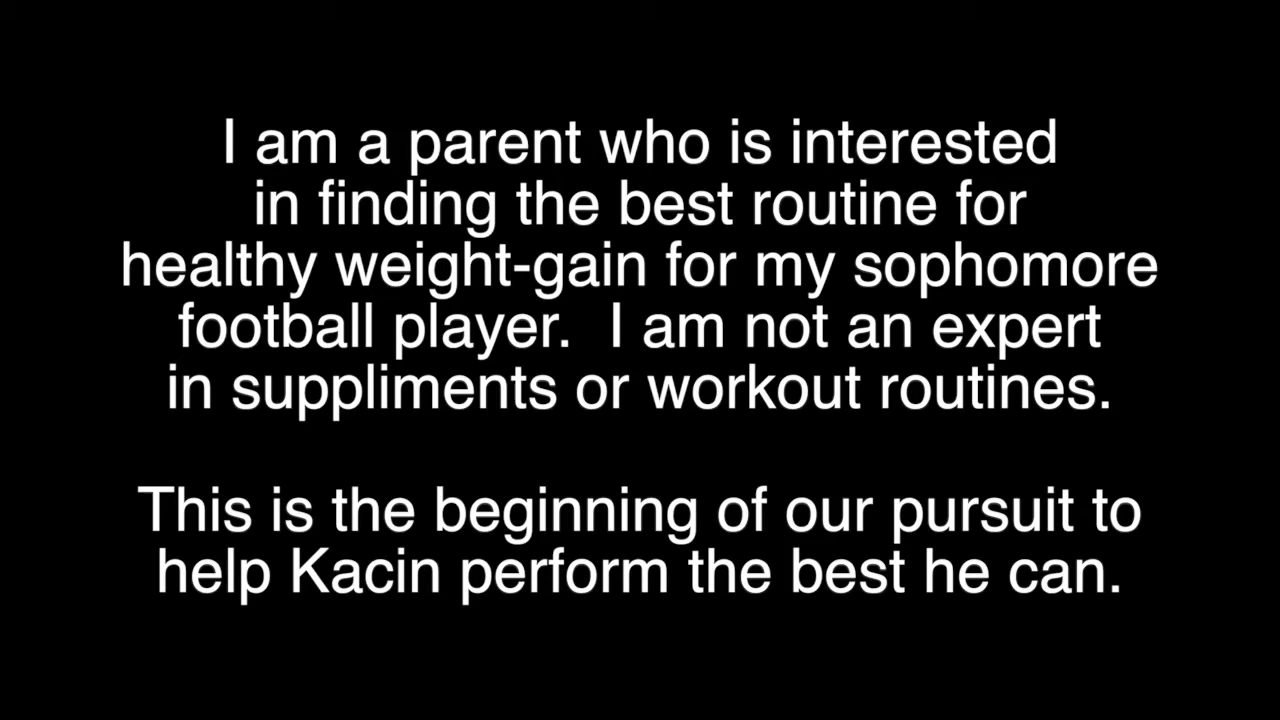 I am a parent who is interested
in finding the best routine for
healthy weight-gain for my sophomore
football player.  I am not an expert
in suppliments or workout routines.
This is the beginning of our pursuit to
help Kacin perform the best he can.